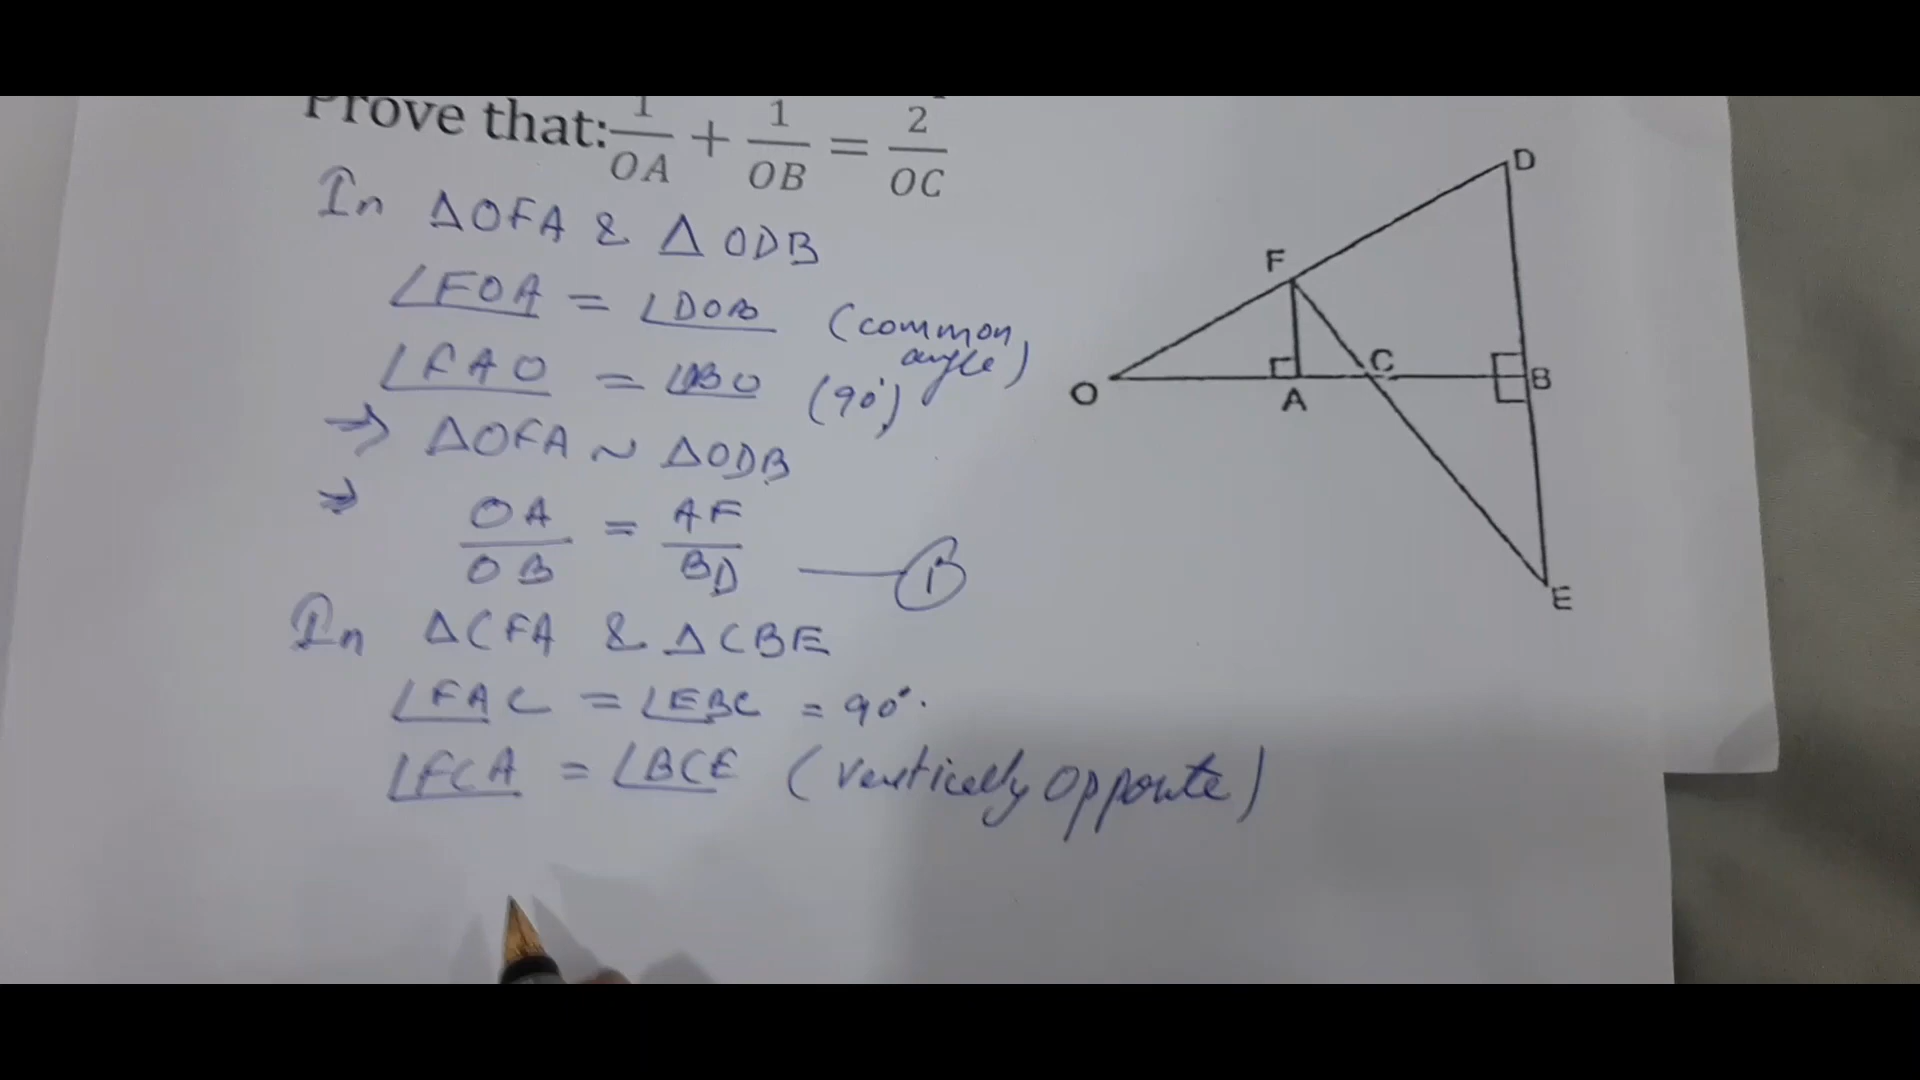 Prove that: 1/OA + 1/OB = 2/OC
In ΔOFA & ΔODB
∠FOA = ∠DOB (common angle)
∠FAO = ∠DBO (90°)
⇒ ΔOFA ~ ΔODB
⇒ OA/OB = AF/BD — B
In ΔCFA & ΔCBE
∠FAC = ∠EBC = 90°.
∠FCA = ∠BCE (vertically opposite)
D
F
C
O
A
B
E